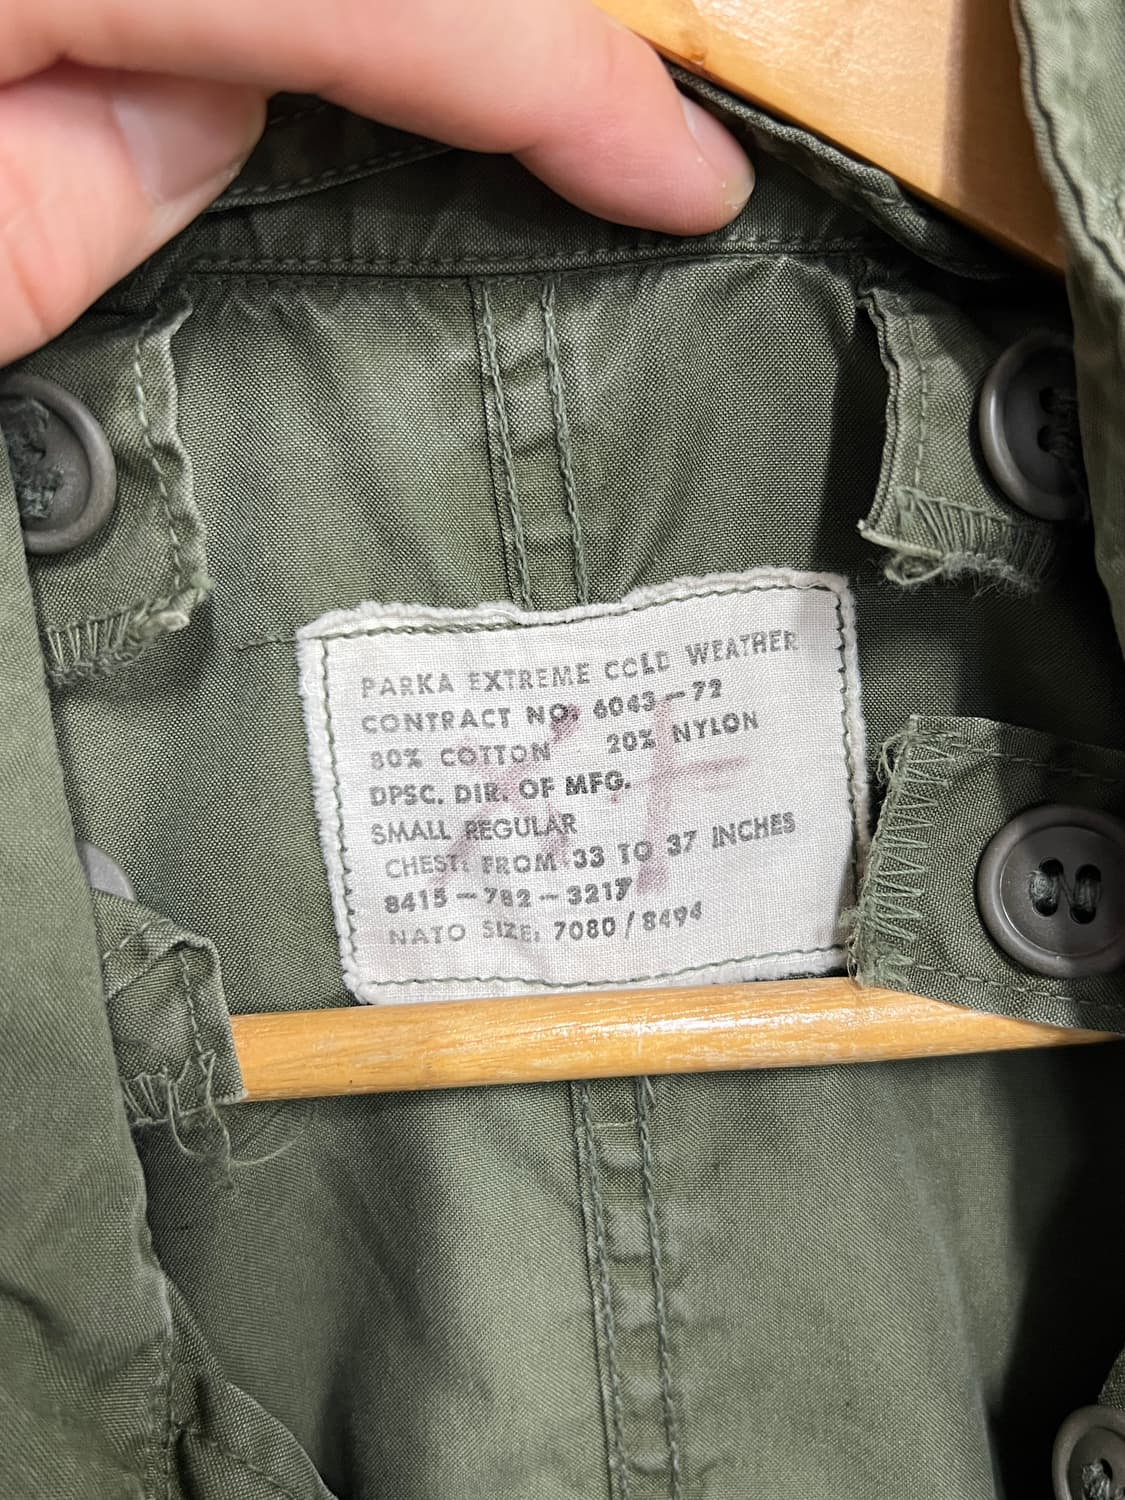 PARKA EXTREME COLD WEATHER
CONTRACT NO, 6043-72
80% COTTON 20% NYLON
DPSC. DIR. OF MFG.
SMALL REGULAR
CHEST: FROM 33 TO 37 INCHES
8415-782-3217
NATO SIZE: 7080/8494